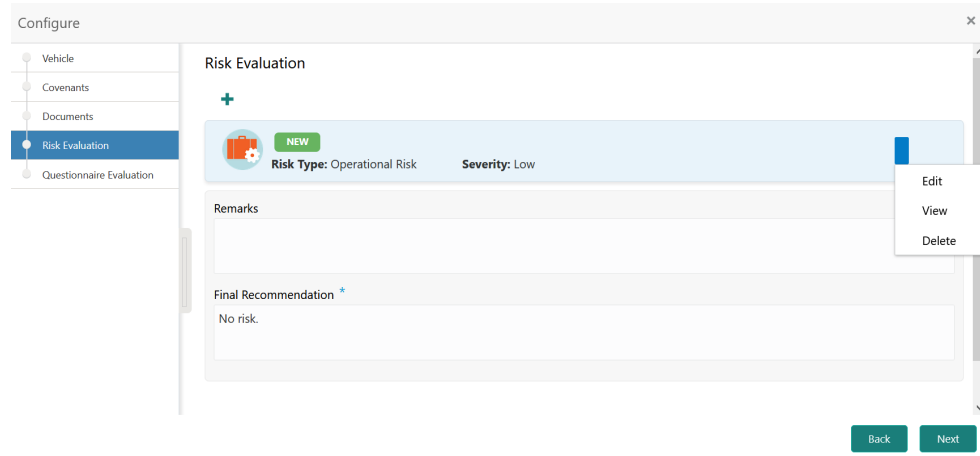 Configure
×
Vehicle
Covenants
Documents
Risk Evaluation
Questionnaire Evaluation
Risk Evaluation
+
NEW
Risk Type: Operational Risk Severity: Low
Edit
View
Delete
Remarks
Final Recommendation *
No risk.
Back Next